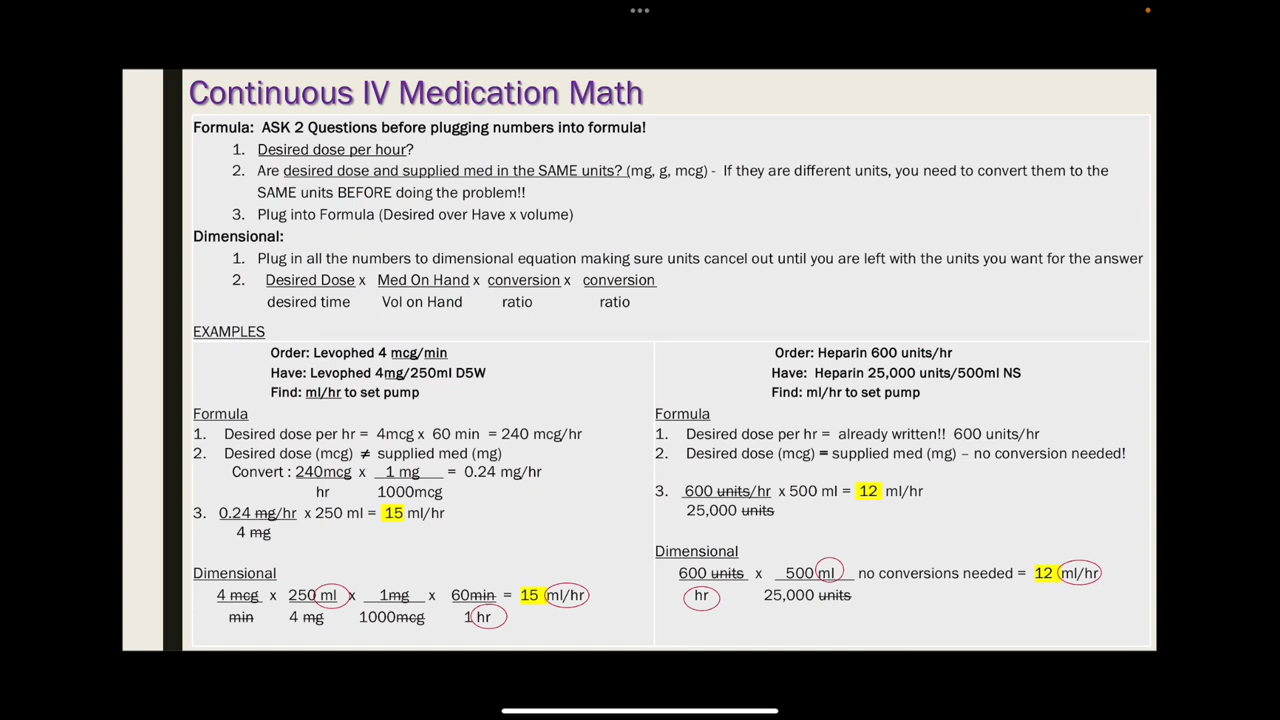 Continuous IV Medication Math
Formula: ASK 2 Questions before plugging numbers into formula!
1. Desired dose per hour?
2. Are desired dose and supplied med in the SAME units? (mg, g, mcg) - If they are different units, you need to convert them to the
SAME units BEFORE doing the problem!!
3. Plug into Formula (Desired over Have x volume)
Dimensional:
1. Plug in all the numbers to dimensional equation making sure units cancel out until you are left with the units you want for the answer
2. Desired Dose x Med On Hand x conversion x conversion
desired time Vol on Hand ratio ratio
EXAMPLES
Order: Levophed 4 mcg/min
Have: Levophed 4mg/250ml D5W
Find: ml/hr to set pump
Formula
1. Desired dose per hr = 4mcg x 60 min = 240 mcg/hr
2. Desired dose (mcg) ≠ supplied med (mg)
Convert : 240mcg x 1 mg = 0.24 mg/hr
hr 1000mcg
3. 0.24 mg/hr x 250 ml = 15 ml/hr
4 mg
Dimensional
4 mcg x 250 ml x 1mg x 60min = 15 ml/hr
min 4 mg 1000mcg 1 hr
Order: Heparin 600 units/hr
Have: Heparin 25,000 units/500ml NS
Find: ml/hr to set pump
Formula
1. Desired dose per hr = already written!! 600 units/hr
2. Desired dose (mcg) = supplied med (mg) – no conversion needed!
3. 600 units/hr x 500 ml = 12 ml/hr
25,000 units
Dimensional
600 units x 500 ml no conversions needed = 12 ml/hr
hr 25,000 units